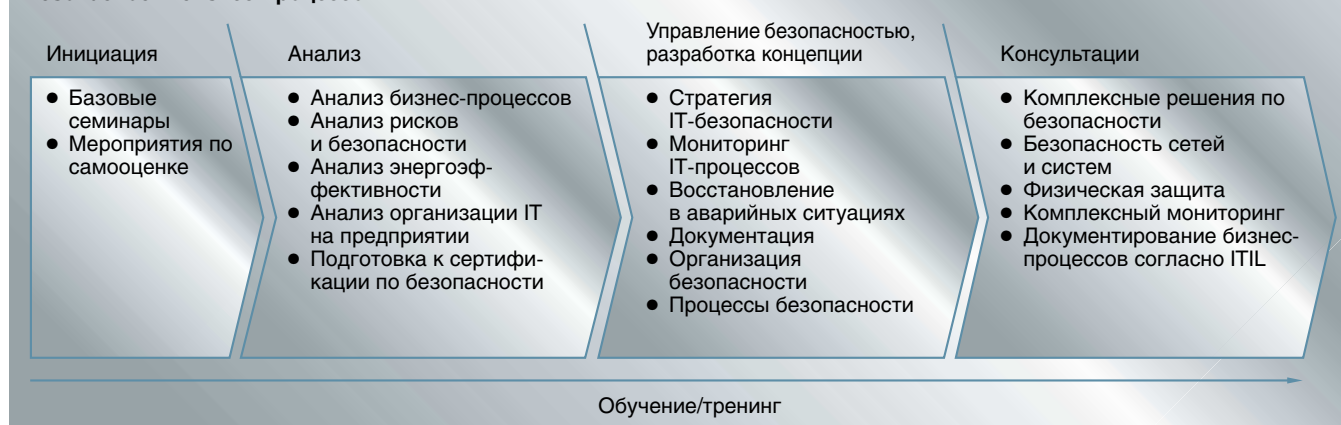 Инициация
● Базовые
семинары
● Мероприятия по
самооценке
Анализ
● Анализ бизнес-процессов
● Анализ рисков
и безопасности
● Анализ энергоэф-
фективности
● Анализ организации IT
на предприятии
● Подготовка к сертифи-
кации по безопасности
Управление безопасностью,
разработка концепции
● Стратегия
IT-безопасности
● Мониторинг
IT-процессов
● Восстановление
в аварийных ситуациях
● Документация
● Организация
безопасности
● Процессы безопасности
Консультации
● Комплексные решения по
безопасности
● Безопасность сетей
и систем
● Физическая защита
● Комплексный мониторинг
● Документирование бизнес-
процессов согласно ITIL
Обучение/тренинг